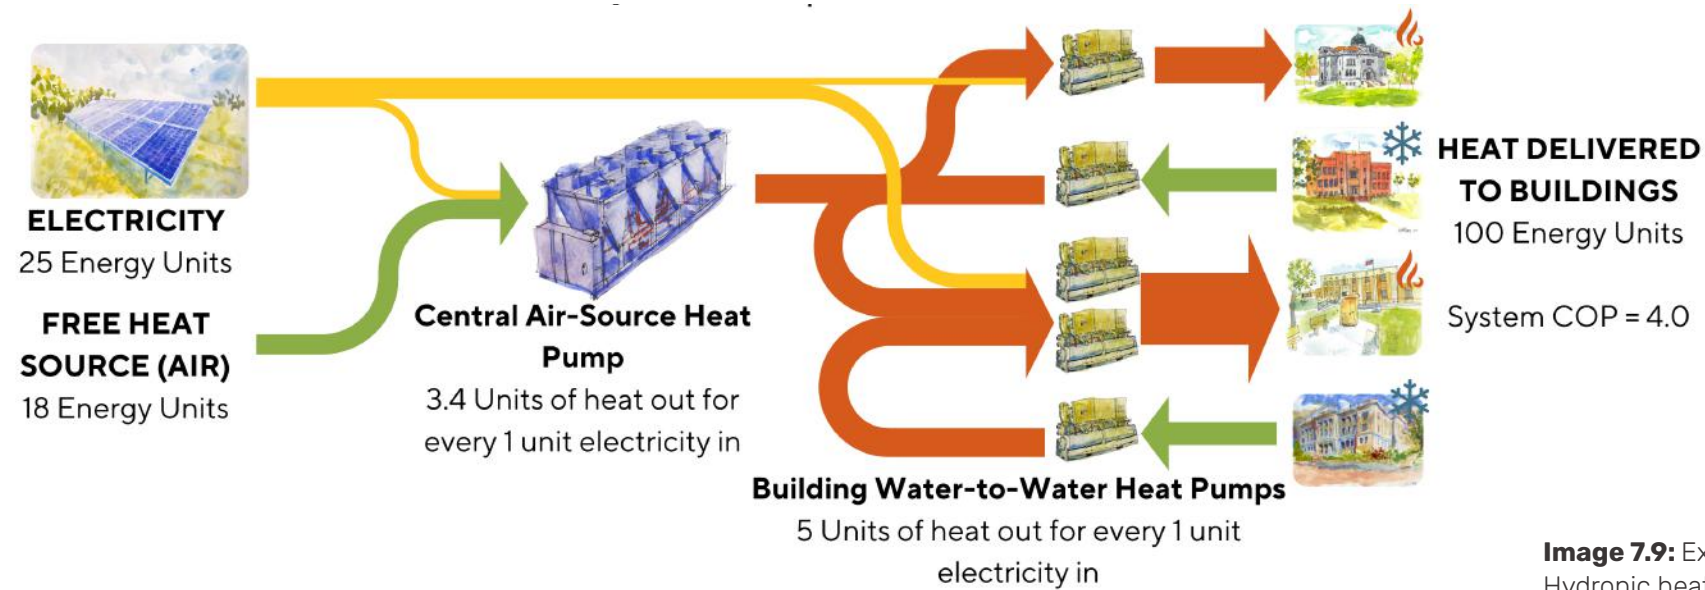 ELECTRICITY
25 Energy Units
FREE HEAT
SOURCE (AIR)
18 Energy Units
Central Air-Source Heat
Pump
3.4 Units of heat out for
every 1 unit electricity in
Building Water-to-Water Heat Pumps
5 Units of heat out for every 1 unit
electricity in
HEAT DELIVERED
TO BUILDINGS
100 Energy Units
System COP = 4.0
Image 7.9: